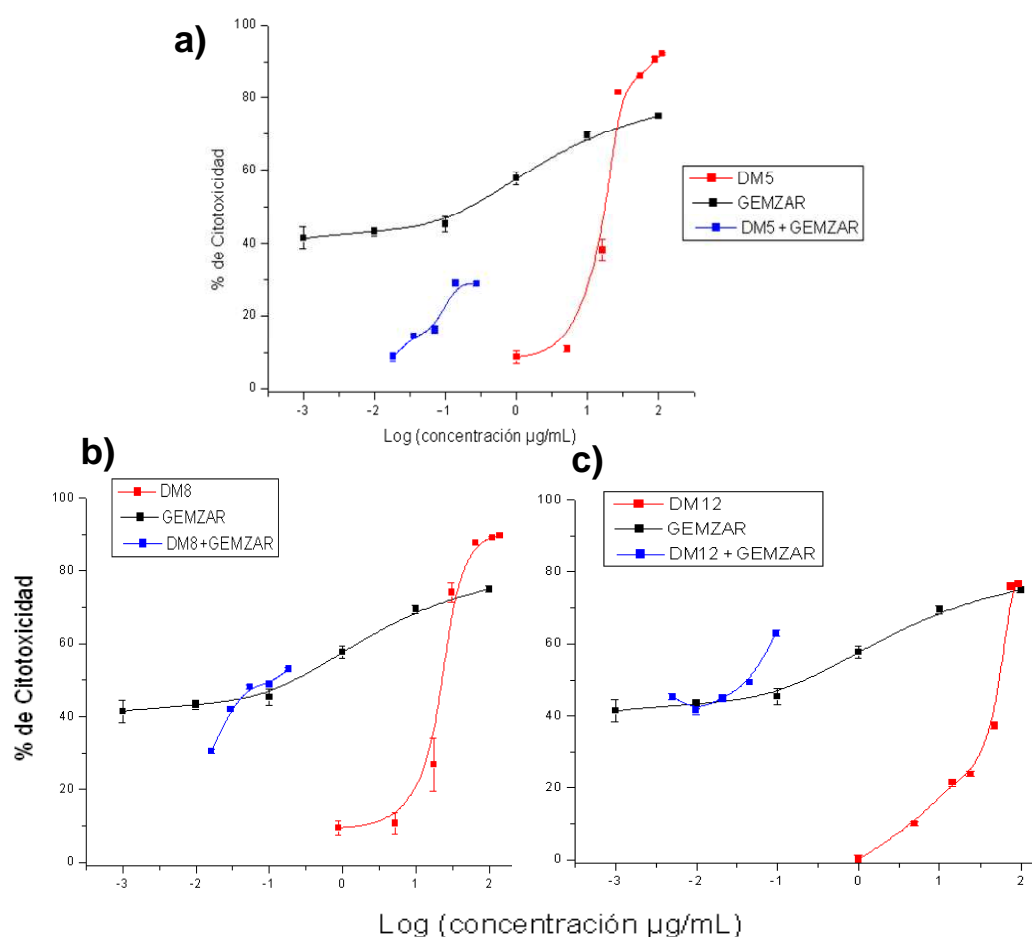 a)
100
80
60
40
20
0
% de Citotoxicidad
-3 -2 -1 0 1 2
Log (concentración µg/mL)
DM5
GEMZAR
DM5 + GEMZAR
b)
DM8
GEMZAR
DM8+GEMZAR
100
80
60
40
20
0
% de Citotoxicidad
-3 -2 -1 0 1 2
c)
DM12
GEMZAR
DM12 + GEMZAR
100
80
60
40
20
0
-3 -2 -1 0 1 2
Log (concentración µg/mL)